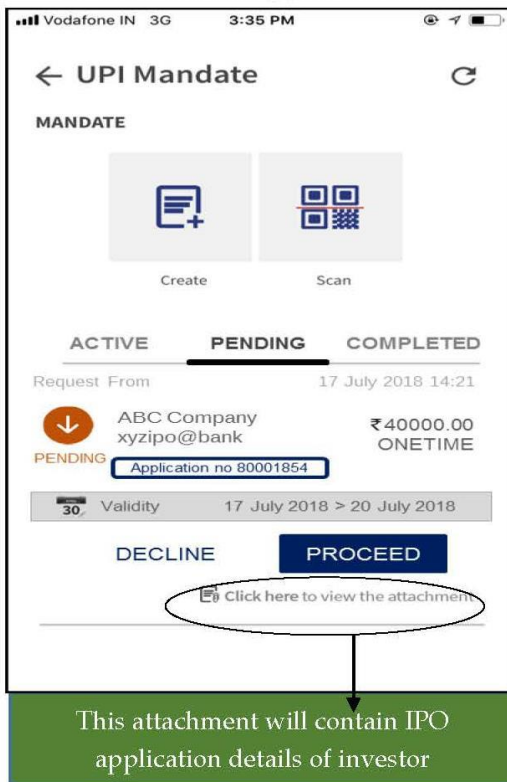 Vodafone IN 3G 3:35 PM
← UPI Mandate
MANDATE
Create Scan
ACTIVE PENDING COMPLETED
Request From 17 July 2018 14:21
ABC Company ₹40000.00
xyzipo@bank ONETIME
PENDING
Application no 80001854
30 Validity 17 July 2018 > 20 July 2018
DECLINE PROCEED
Click here to view the attachment
This attachment will contain IPO
application details of investor